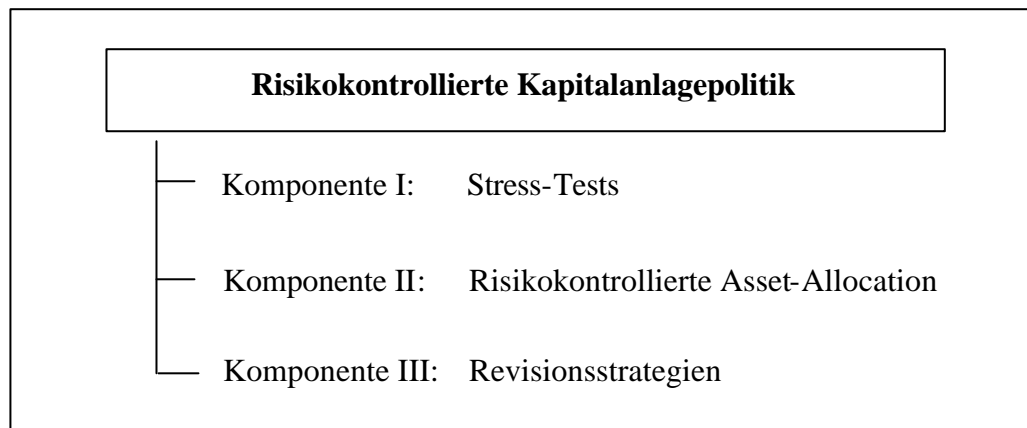 Risikokontrollierte Kapitalanlagepolitik
Komponente I: Stress-Tests
Komponente II: Risikokontrollierte Asset-Allocation
Komponente III: Revisionsstrategien